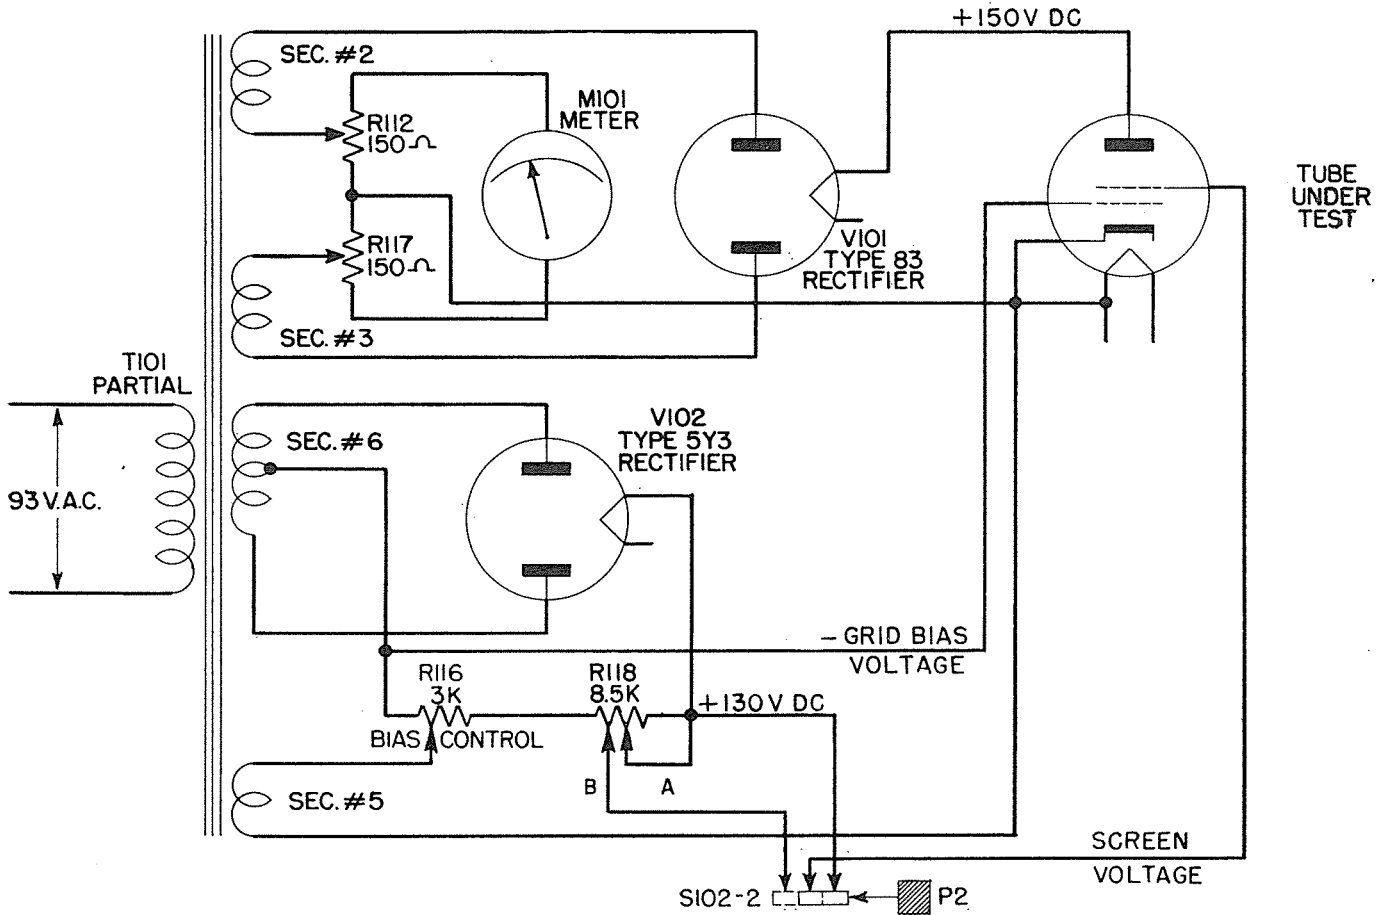 +150V DC
SEC. #2
M101
METER
R112
150Ω
TUBE
UNDER
TEST
R117
150Ω
V101
TYPE 83
RECTIFIER
SEC. #3
T101
PARTIAL
V102
TYPE 5Y3
RECTIFIER
SEC. #6
93 V.A.C.
– GRID BIAS
VOLTAGE
R116
3K
R118
8.5K
+130V DC
BIAS CONTROL
B
A
SEC. #5
SCREEN
VOLTAGE
S102-2
P2